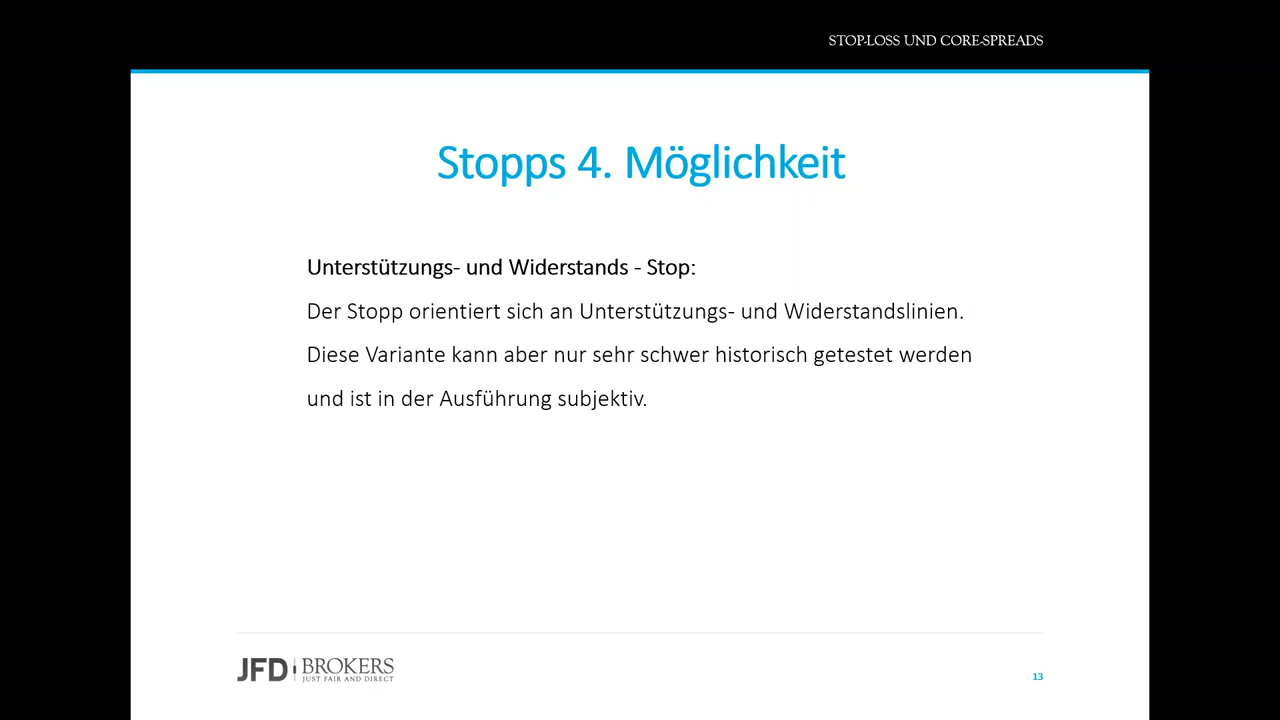 STOP-LOSS UND CORE-SPREADS
Stopps 4. Möglichkeit
Unterstützungs- und Widerstands - Stop:
Der Stopp orientiert sich an Unterstützungs- und Widerstandslinien.
Diese Variante kann aber nur sehr schwer historisch getestet werden
und ist in der Ausführung subjektiv.
JFD BROKERS
JUST FAIR AND DIRECT
13